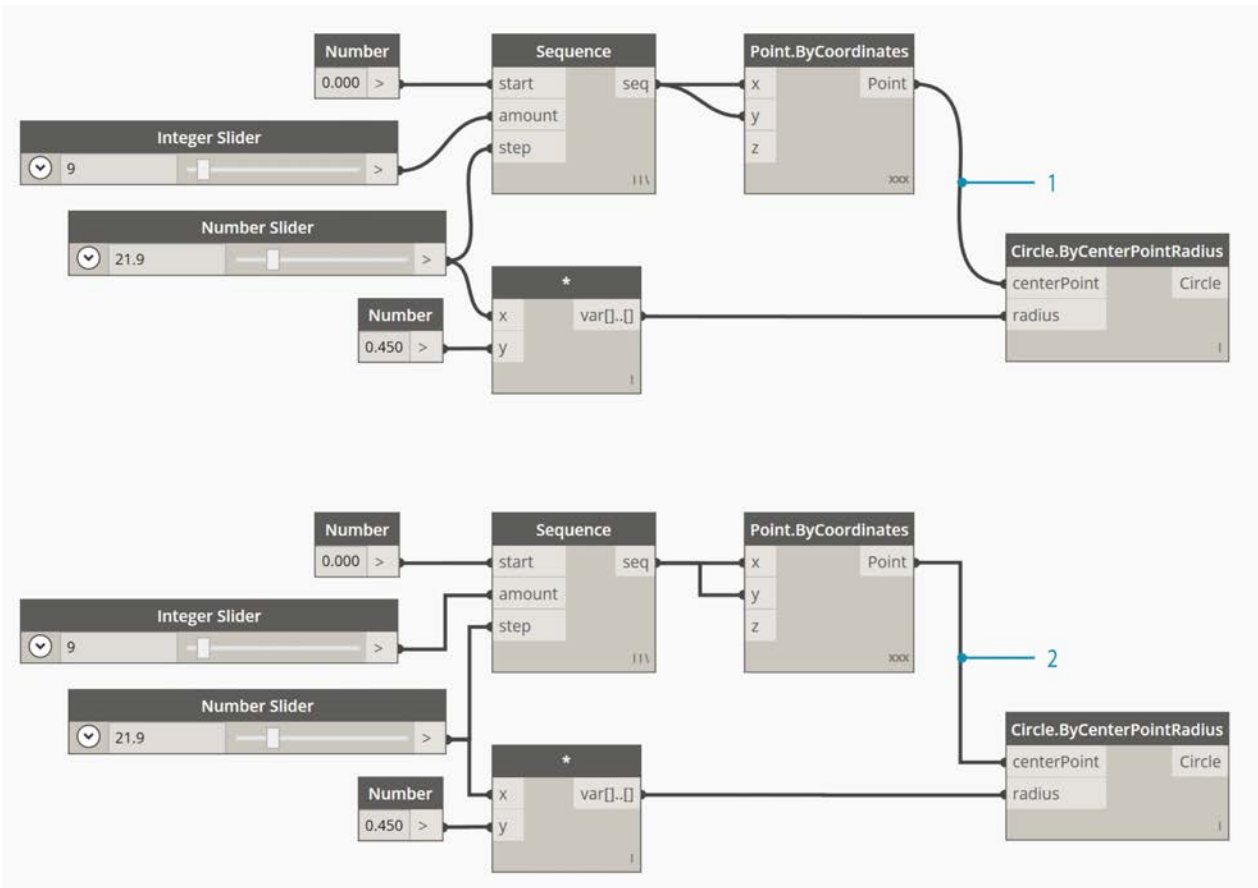 Number
Sequence
Point.ByCoordinates
0.000 >
start seq
x Point
Integer Slider
amount
y
9 >
step
z
|||
xxx
1
Number Slider
21.9 >
*
Circle.ByCenterPointRadius
centerPoint Circle
Number
x var[]..[]
radius
0.450 >
y
|
|
Number
Sequence
Point.ByCoordinates
0.000 >
start seq
x Point
Integer Slider
amount
y
9 >
step
z
||\
xxx
2
Number Slider
21.9 >
*
Circle.ByCenterPointRadius
centerPoint Circle
Number
x var[]..[]
radius
0.450 >
y
|
|